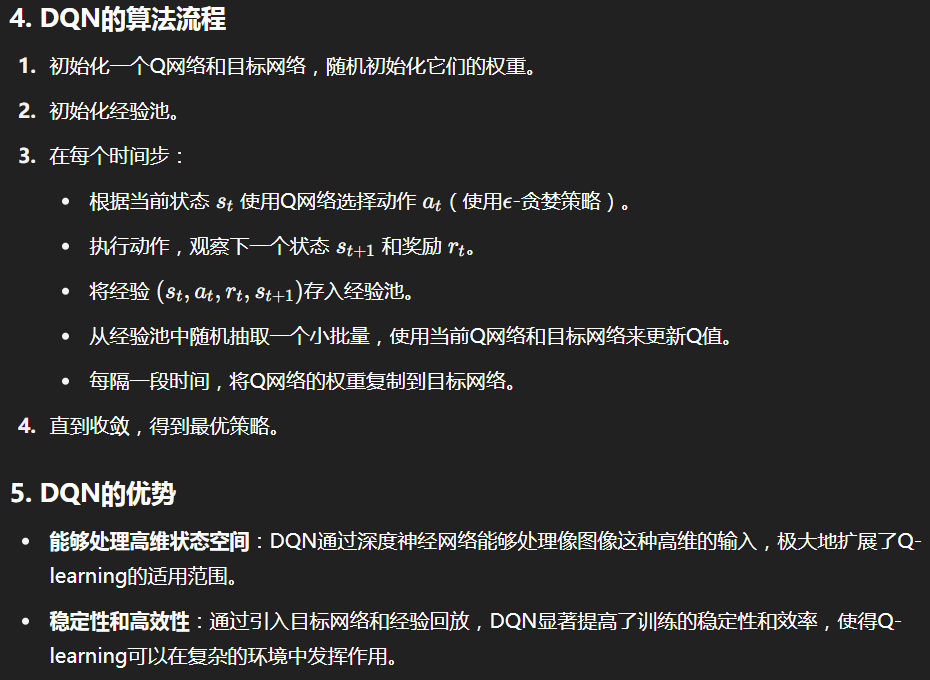 4. DQN的算法流程
1. 初始化一个Q网络和目标网络，随机初始化它们的权重。
2. 初始化经验池。
3. 在每个时间步：
• 根据当前状态 s_t 使用Q网络选择动作 a_t（使用ϵ-贪婪策略）。
• 执行动作，观察下一个状态 s_{t+1} 和奖励 r_t。
• 将经验 (s_t, a_t, r_t, s_{t+1})存入经验池。
• 从经验池中随机抽取一个小批量，使用当前Q网络和目标网络来更新Q值。
• 每隔一段时间，将Q网络的权重复制到目标网络。
4. 直到收敛，得到最优策略。
5. DQN的优势
• 能够处理高维状态空间：DQN通过深度神经网络能够处理像图像这种高维的输入，极大地扩展了Q-
learning的适用范围。
• 稳定性和高效性：通过引入目标网络和经验回放，DQN显著提高了训练的稳定性和效率，使得Q-
learning可以在复杂的环境中发挥作用。